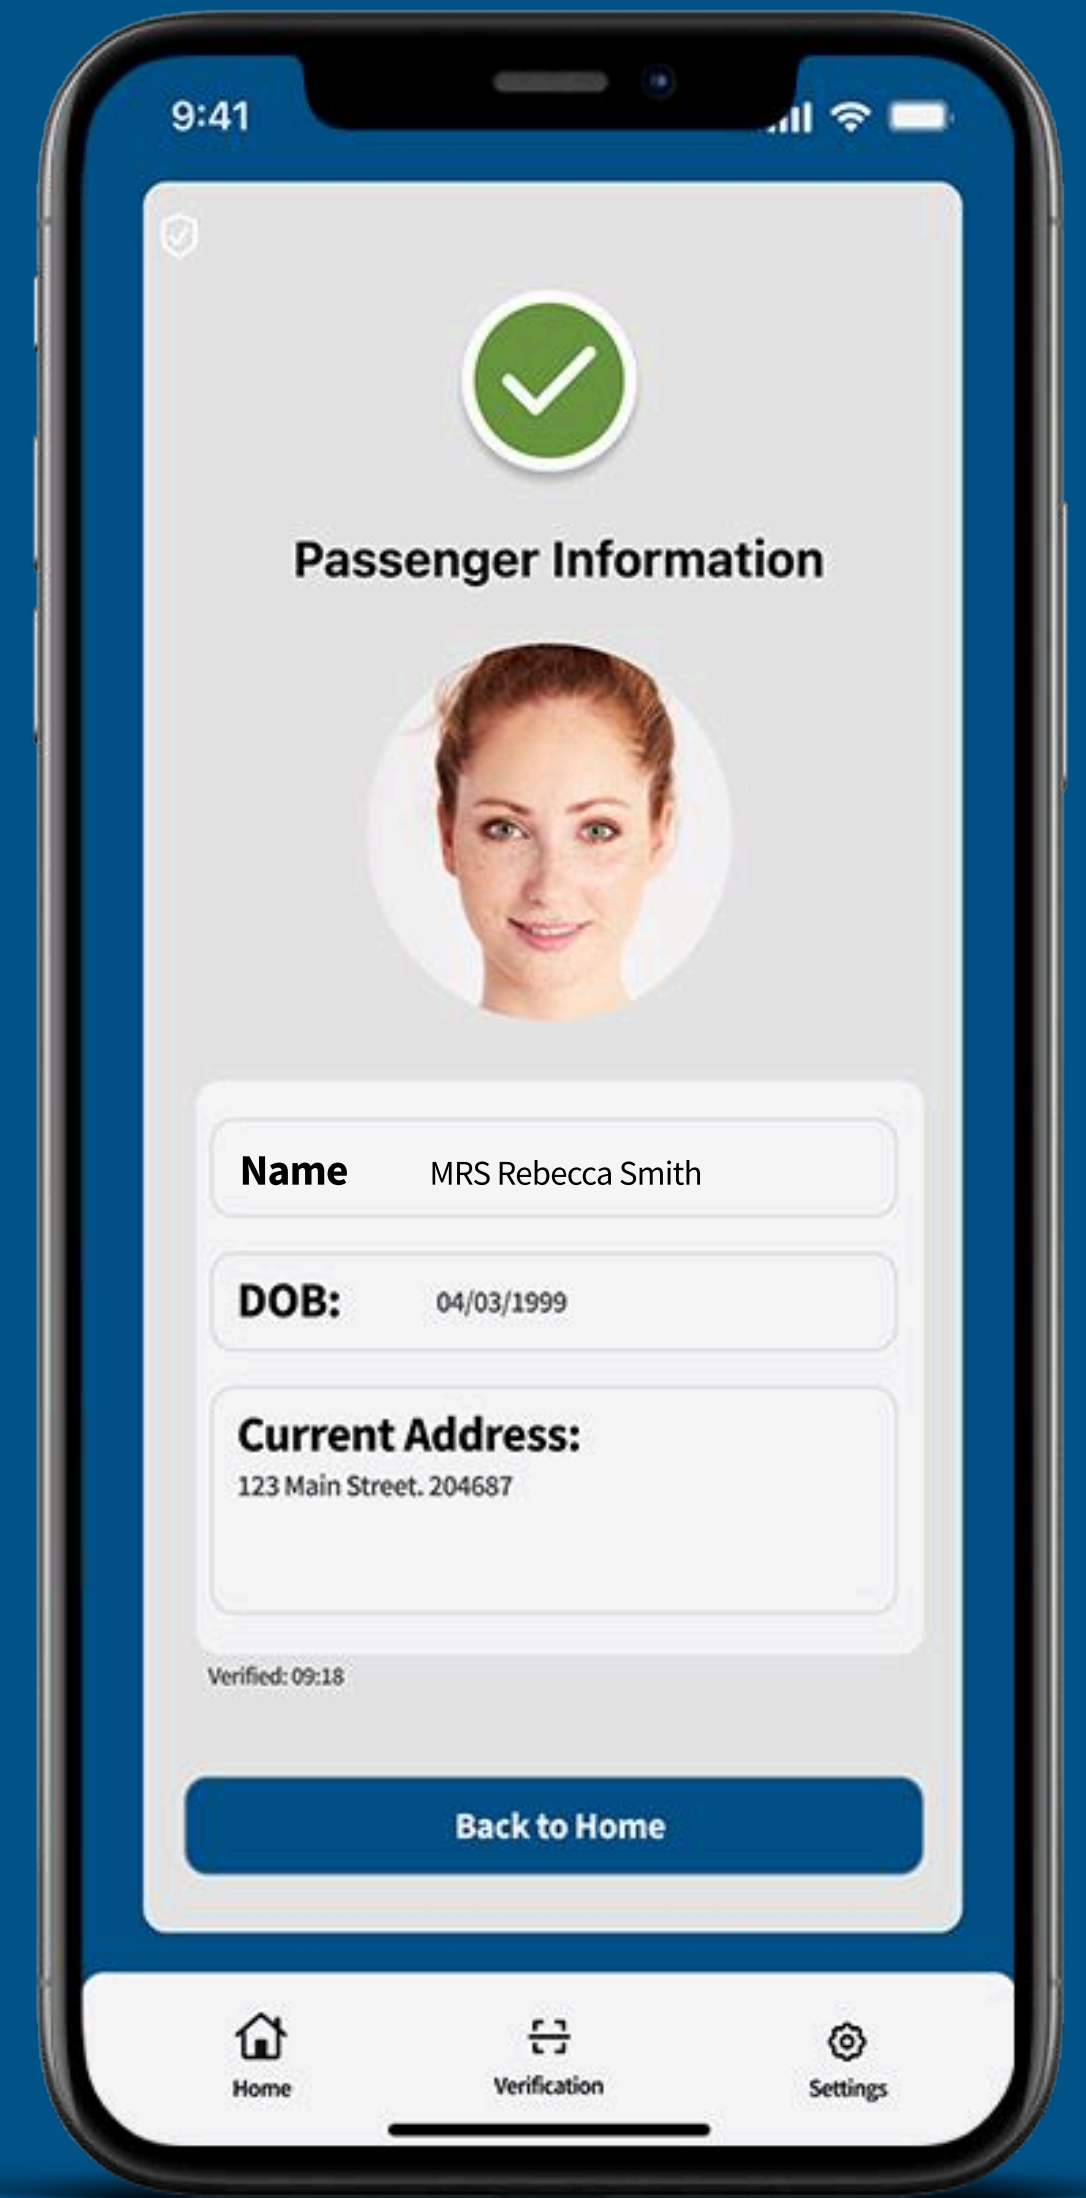 9:41
Passenger Information
Name MRS Rebecca Smith
DOB: 04/03/1999
Current Address:
123 Main Street. 204687
Verified: 09:18
Back to Home
Home Verification Settings